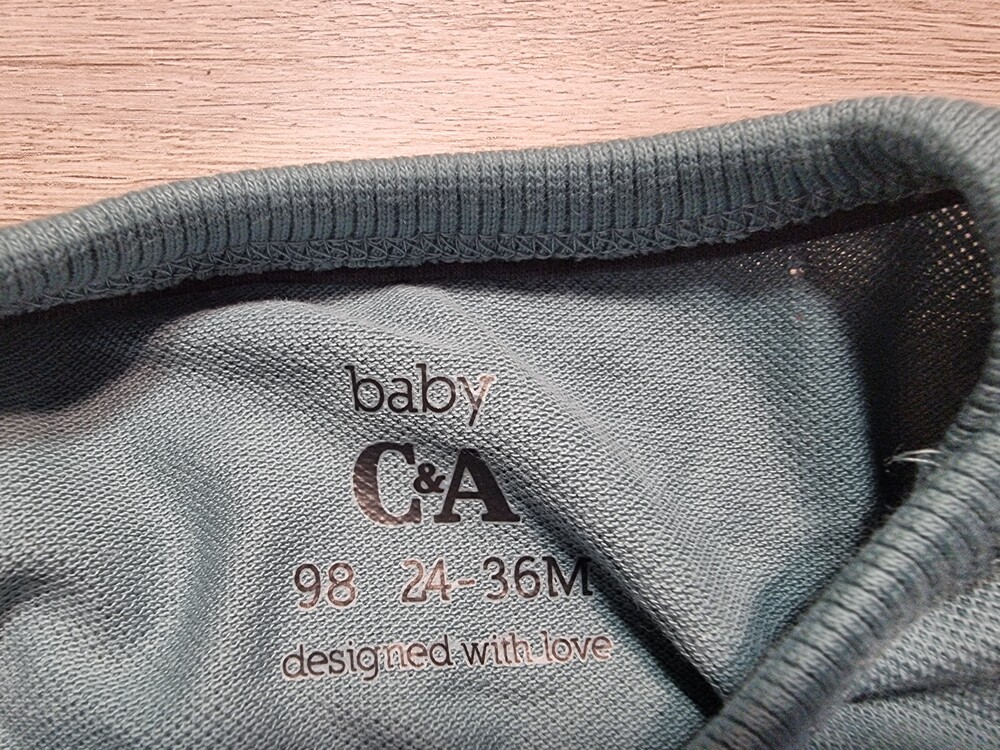 baby
C&A
98 24-36M
designed with love